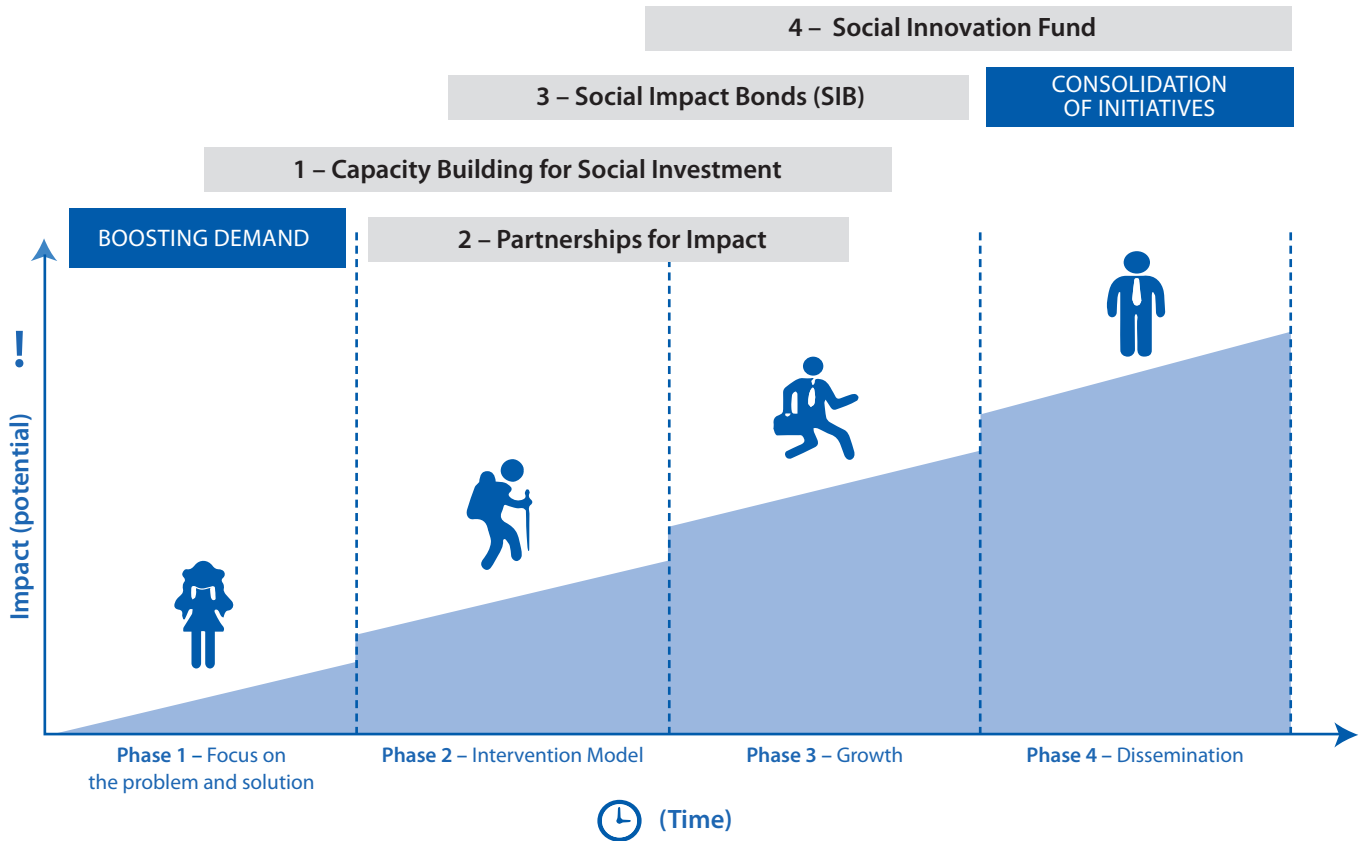 4 – Social Innovation Fund
3 – Social Impact Bonds (SIB)
CONSOLIDATION
OF INITIATIVES
1 – Capacity Building for Social Investment
BOOSTING DEMAND
2 – Partnerships for Impact
Impact (potential) !
Phase 1 – Focus on
the problem and solution
Phase 2 – Intervention Model
Phase 3 – Growth
Phase 4 – Dissemination
(Time)